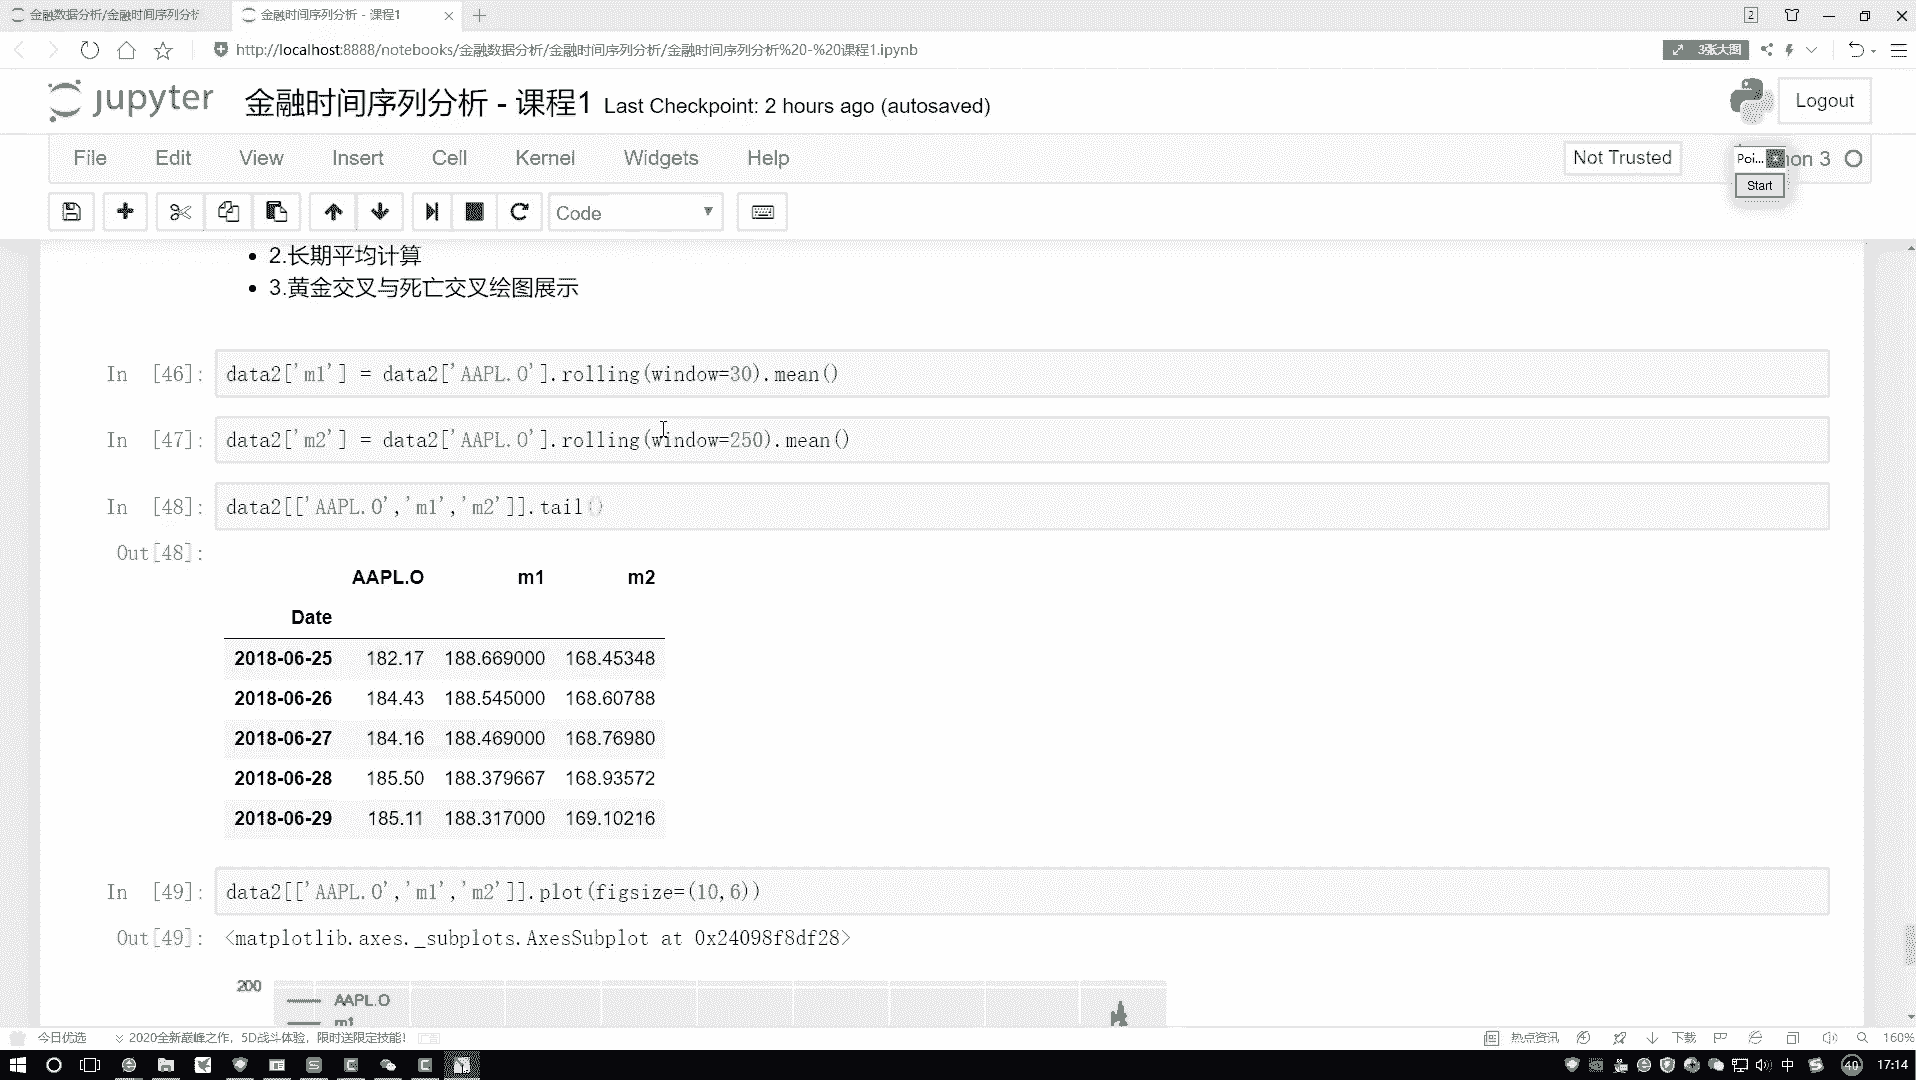 金融数据分析/金融时间序列分析
金融时间序列分析 - 课程1
2
http://localhost:8888/notebooks/金融数据分析/金融时间序列分析/金融时间序列分析%20-%20课程1.ipynb
3张大图
jupyter
金融时间序列分析 - 课程1
Last Checkpoint: 2 hours ago (autosaved)
Logout
File Edit View Insert Cell Kernel Widgets Help
Not Trusted
Poi...
hon 3
Start
Code
2.长期平均计算
3.黄金交叉与死亡交叉绘图展示
In [46]:
data2['m1'] = data2['AAPL.O'].rolling(window=30).mean()
In [47]:
data2['m2'] = data2['AAPL.O'].rolling(window=250).mean()
In [48]:
data2[['AAPL.O','m1','m2']].tail()
Out[48]:
AAPL.O m1 m2
Date
2018-06-25 182.17 188.669000 168.45348
2018-06-26 184.43 188.545000 168.60788
2018-06-27 184.16 188.469000 168.76980
2018-06-28 185.50 188.379667 168.93572
2018-06-29 185.11 188.317000 169.10216
In [49]:
data2[['AAPL.O','m1','m2']].plot(figsize=(10,6))
Out[49]:
<matplotlib.axes._subplots.AxesSubplot at 0x24098f8df28>
200
AAPL.O
m1
今日优选
2020全新巅峰之作，5D战斗体验，限时送限定技能！
热点资讯
下载
160%
中
40
17:14